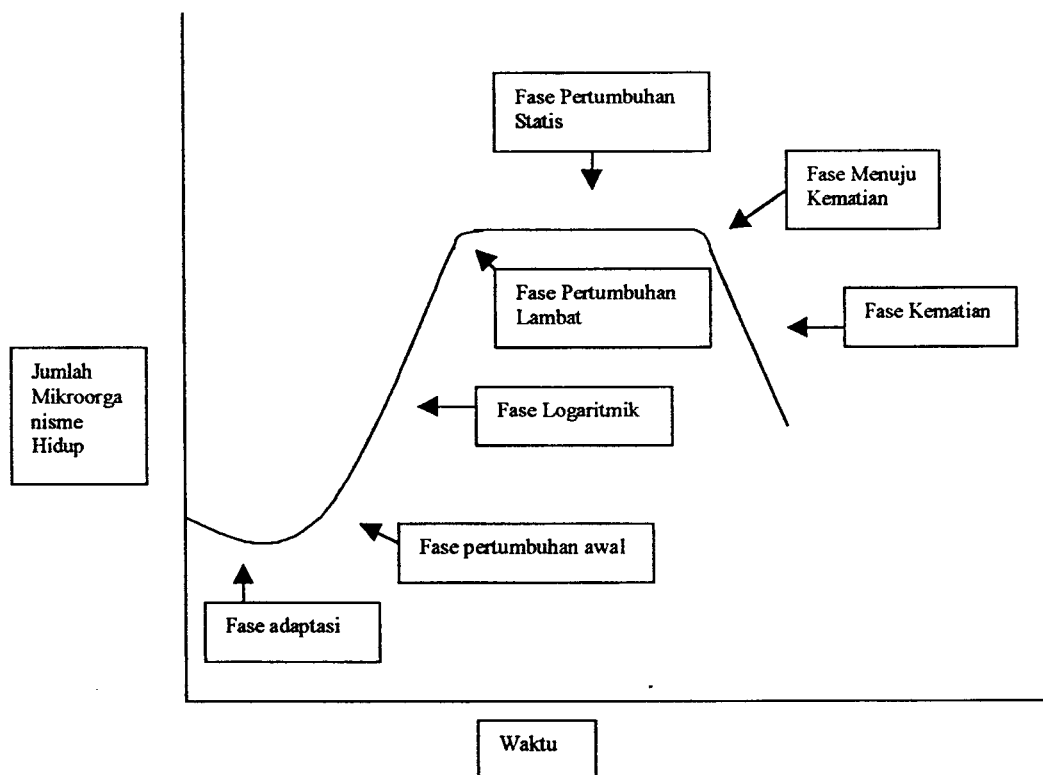 Fase Pertumbuhan
Statis
Fase Menuju
Kematian
Fase Pertumbuhan
Lambat
Fase Kematian
Jumlah
Mikroorga
nisme
Hidup
Fase Logaritmik
Fase pertumbuhan awal
Fase adaptasi
Waktu